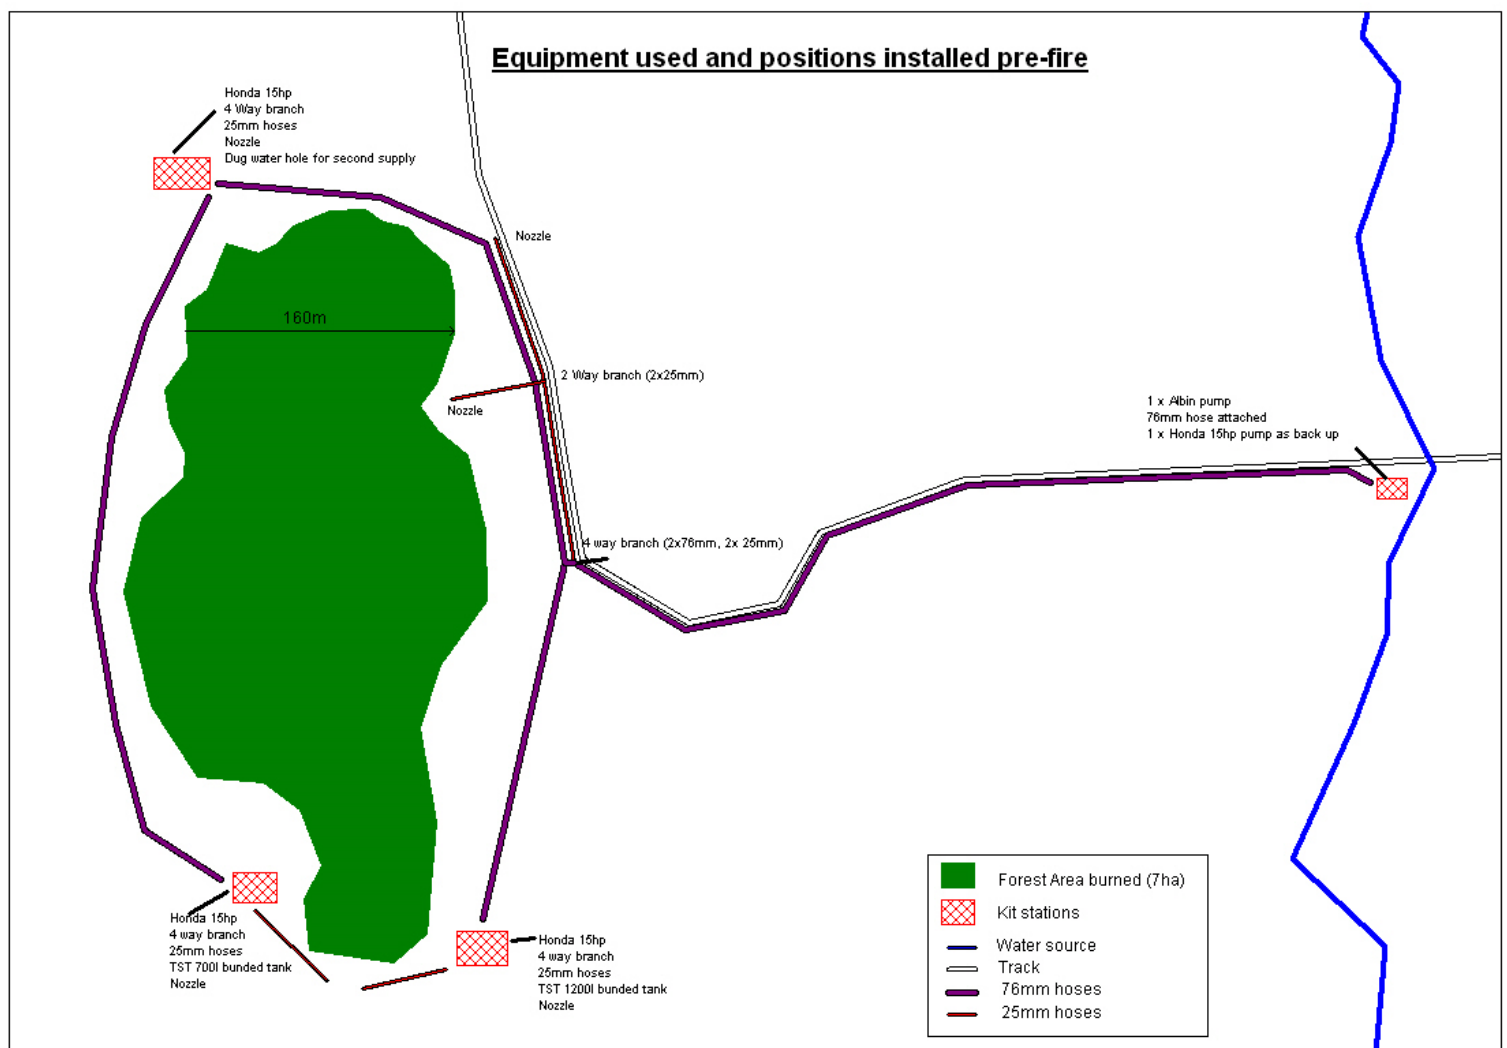 Equipment used and positions installed pre-fire
Honda 15hp
4 Way branch
25mm hoses
Nozzle
Dug water hole for second supply
Nozzle
160m
2 Way branch (2x25mm)
Nozzle
1 x Albin pump
76mm hose attached
1 x Honda 15hp pump as back up
4 way branch (2x76mm, 2x 25mm)
Honda 15hp
4 way branch
25mm hoses
TST 700l bunded tank
Nozzle
Honda 15hp
4 way branch
25mm hoses
TST 1200l bunded tank
Nozzle
Forest Area burned (7ha)
Kit stations
Water source
Track
76mm hoses
25mm hoses